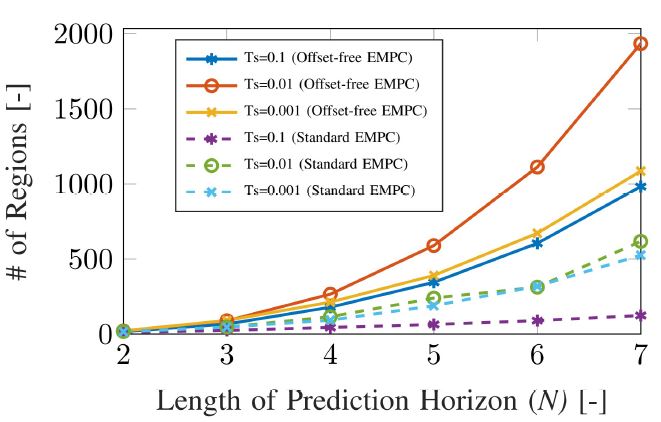 2000
1500
1000
500
0
# of Regions [-]
Ts=0.1 (Offset-free EMPC)
Ts=0.01 (Offset-free EMPC)
Ts=0.001 (Offset-free EMPC)
Ts=0.1 (Standard EMPC)
Ts=0.01 (Standard EMPC)
Ts=0.001 (Standard EMPC)
2 3 4 5 6 7
Length of Prediction Horizon (N) [-]